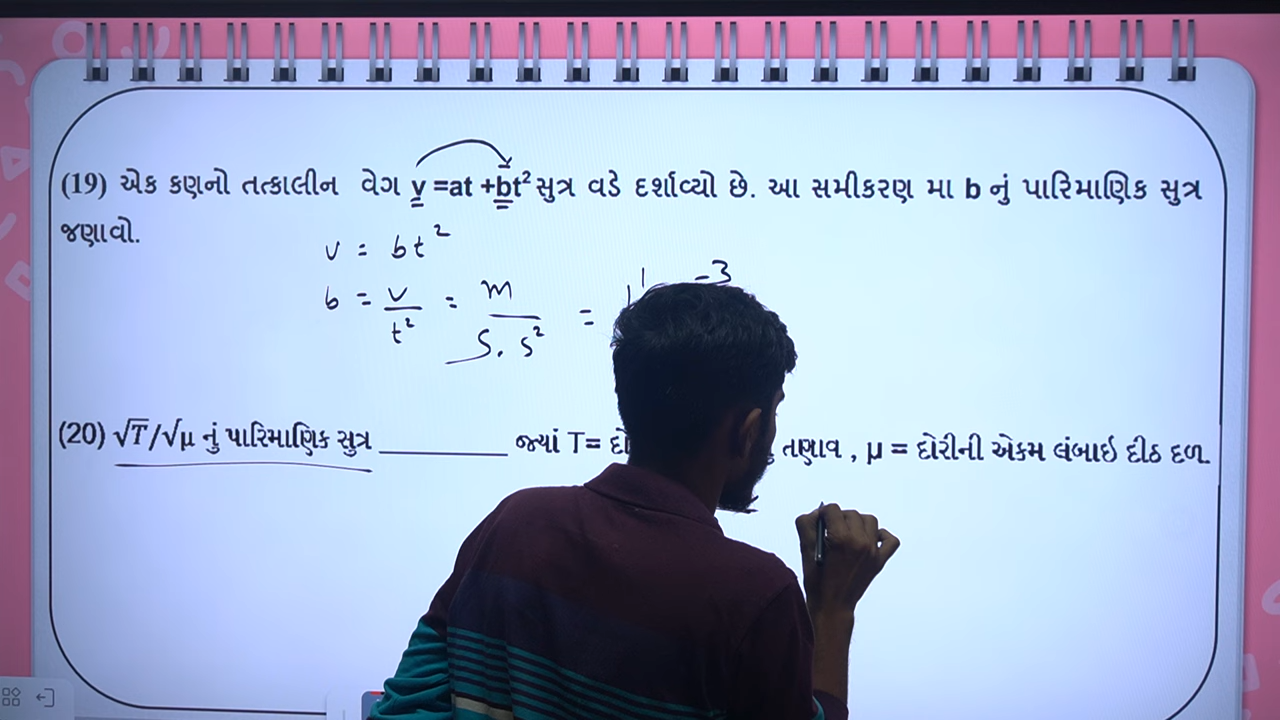 (19) એક કણનો તત્કાલીન વેગ v =at +bt² સુત્ર વડે દર્શાવ્યો છે. આ સમીકરણ મા b નું પારિમાણિક સુત્ર
જણાવો.
v = bt²
b = v/t² = m/s.s² =
-3
(20) √T/√μ નું પારિમાણિક સુત્ર ________ જ્યાં T= તણાવ , μ = દોરીની એકમ લંબાઇ દીઠ દળ.